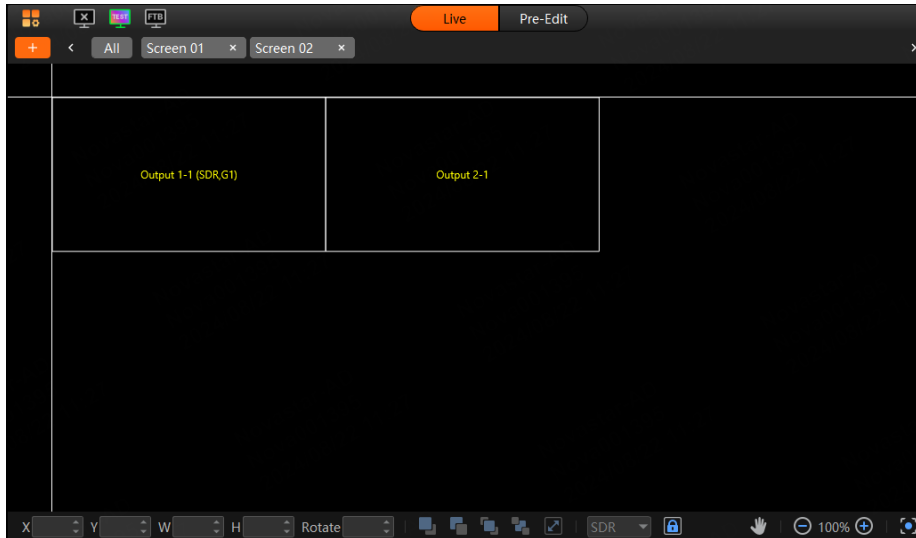 TEXT FTB Live Pre-Edit
+ < All Screen 01 × Screen 02 × >
Output 1-1 (SDR,G1) Output 2-1
X Y W H Rotate SDR 100%